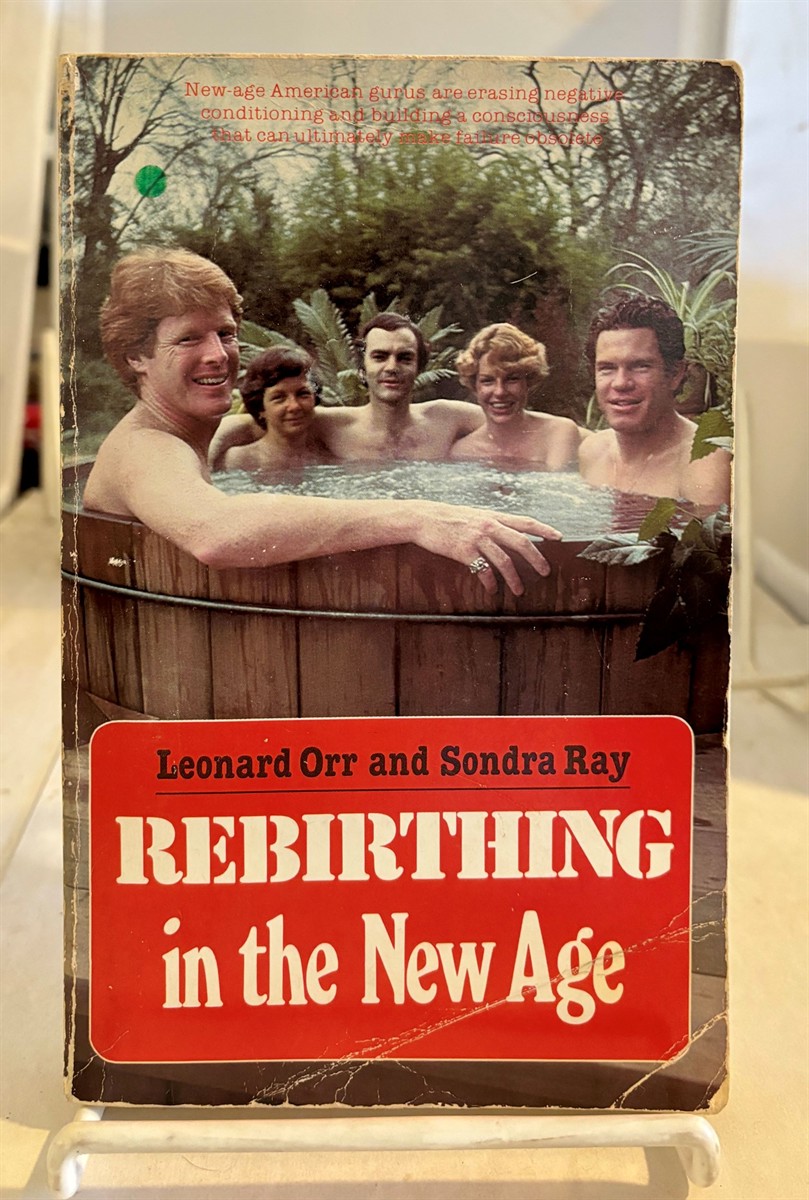 New-age American gurus are erasing negative
conditioning and building a consciousness
that can ultimately make failure obsolete
Leonard Orr and Sondra Ray
REBIRTHING
in the New Age